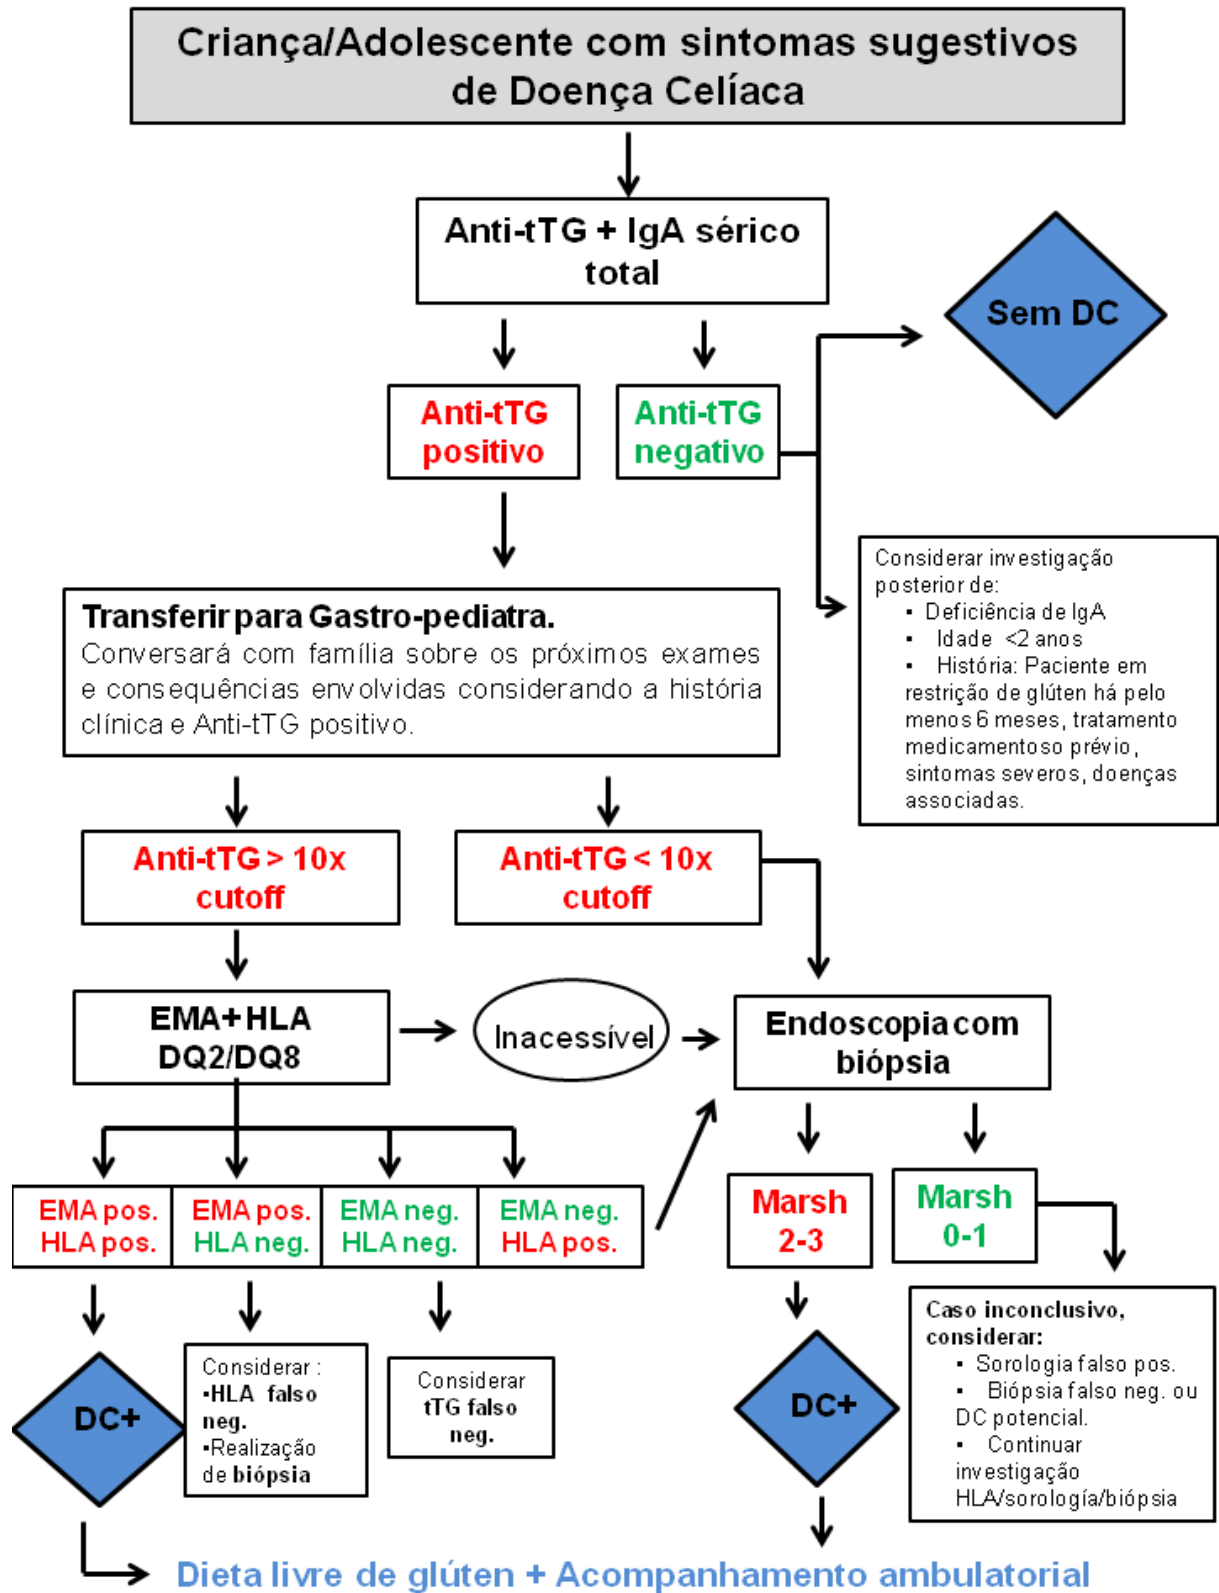 Criança/Adolescente com sintomas sugestivos
de Doença Celíaca
Anti-tTG + IgA sérico
total
Sem DC
Anti-tTG
positivo
Anti-tTG
negativo
Considerar investigação
posterior de:
▪ Deficiência de IgA
▪ Idade <2 anos
▪ História: Paciente em
restrição de glúten há pelo
menos 6 meses, tratamento
medicamentoso prévio,
sintomas severos, doenças
associadas.
Transferir para Gastro-pediatra.
Conversará com família sobre os próximos exames
e consequências envolvidas considerando a história
clínica e Anti-tTG positivo.
Anti-tTG > 10x
cutoff
Anti-tTG < 10x
cutoff
EMA+ HLA
DQ2/DQ8
Inacessível
Endoscopia com
biópsia
EMA pos.
HLA pos.
EMA pos.
HLA neg.
EMA neg.
HLA neg.
EMA neg.
HLA pos.
Marsh
2-3
Marsh
0-1
DC+
Considerar :
▪HLA falso
neg.
▪Realização
de biópsia
Considerar
tTG falso
neg.
DC+
Caso inconclusivo,
considerar:
▪ Sorologia falso pos.
▪ Biópsia falso neg. ou
DC potencial.
▪ Continuar
investigação
HLA/sorología/biópsia
Dieta livre de glúten + Acompanhamento ambulatorial